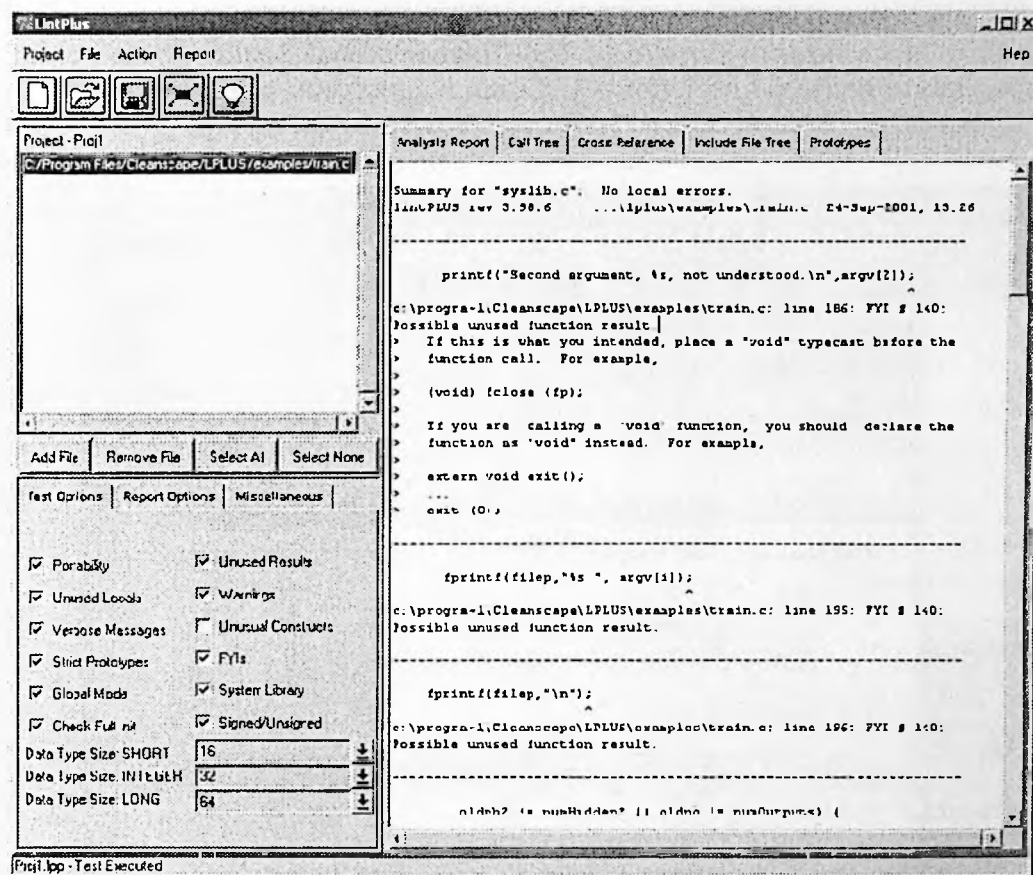 LintPlus
Project File Action Report Help
Project - Proj1
C:/Program Files/Cleanscape/LPLUS/examples/train.c
Add File Remove File Select All Select None
Test Options Report Options Miscellaneous
Portability Unused Results
Unused Locals Warnings
Verbose Messages Unusual Constructs
Strict Prototypes FYIs
Global Mode System Library
Check Full init Signed/Unsigned
Data Type Size: SHORT 16
Data Type Size: INTEGER 32
Data Type Size: LONG 64
Analysis Report Call Tree Cross Reference Include File Tree Prototypes
Summary for "syslib.c". No local errors.
lintPLUS rev 3.98.6 ...\lplus\examples\train.c 24-Sep-2001, 13.26
------------------------------------------------------------
printf("Second argument, %s, not understood.\n",argv[2]);
^
c:\progra~1\Cleanscape\LPLUS\examples\train.c: line 186: FYI # 140:
Possible unused function result.
> If this is what you intended, place a "void" typecast before the
> function call. For example,
>
> (void) fclose (fp);
>
> If you are calling a "void" function, you should declare the
> function as "void" instead. For example,
>
> extern void exit();
> ...
> exit (0);
------------------------------------------------------------
fprintf(filep,"%s ", argv[i]);
^
c:\progra~1\Cleanscape\LPLUS\examples\train.c: line 195: FYI # 140:
Possible unused function result.
------------------------------------------------------------
fprintf(filep,"\n");
^
c:\progra~1\Cleanscape\LPLUS\examples\train.c: line 196: FYI # 140:
Possible unused function result.
------------------------------------------------------------
!= numOutputs) {
Proj1.lpp - Test Executed